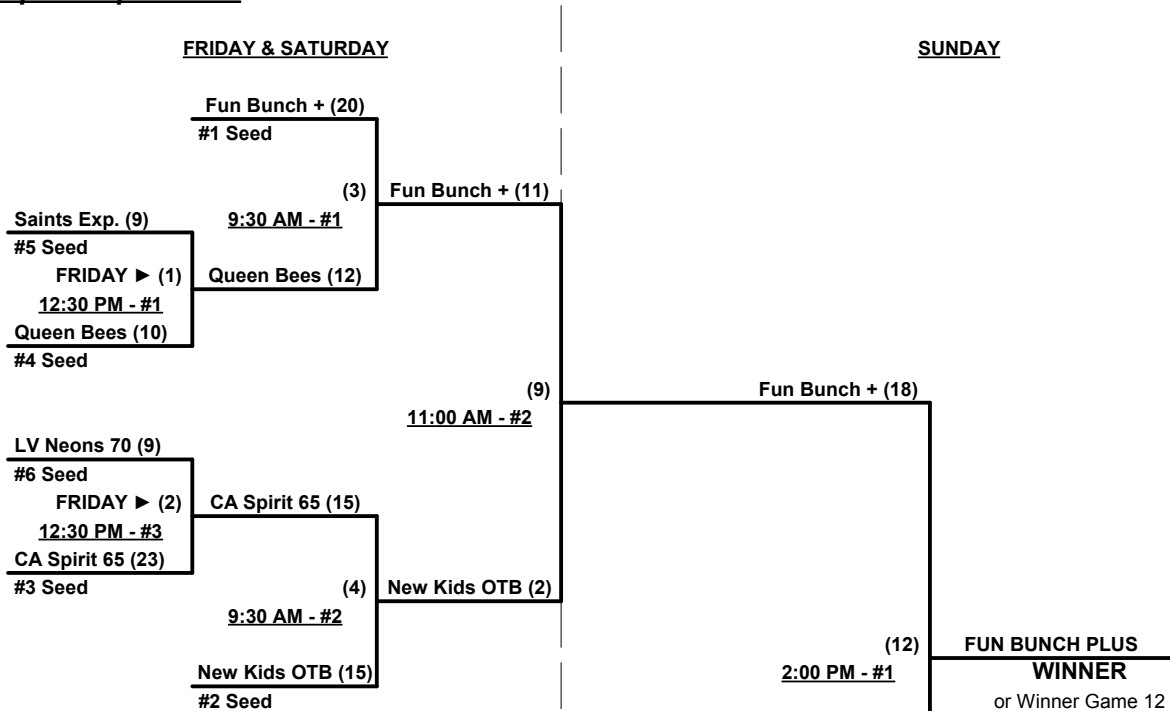 FRIDAY & SATURDAY
SUNDAY
Fun Bunch + (20)
#1 Seed
(3)
Fun Bunch + (11)
Saints Exp. (9)
9:30 AM - #1
#5 Seed
FRIDAY ► (1)
Queen Bees (12)
12:30 PM - #1
Queen Bees (10)
#4 Seed
(9)
Fun Bunch + (18)
11:00 AM - #2
LV Neons 70 (9)
#6 Seed
FRIDAY ► (2)
CA Spirit 65 (15)
12:30 PM - #3
CA Spirit 65 (23)
#3 Seed
(4)
New Kids OTB (2)
9:30 AM - #2
(12)
FUN BUNCH PLUS
New Kids OTB (15)
2:00 PM - #1
WINNER
#2 Seed
or Winner Game 12